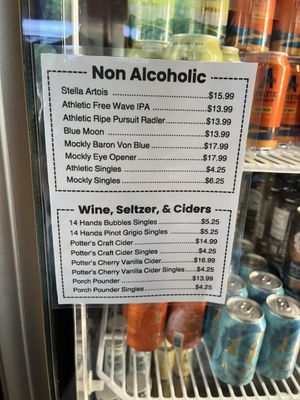 Non Alcoholic
Stella Artois $15.99
Athletic Free Wave IPA $13.99
Athletic Ripe Pursuit Radler $13.99
Blue Moon $13.99
Mockly Baron Von Blue $17.99
Mockly Eye Opener $17.99
Athletic Singles $4.25
Mockly Singles $6.25
Wine, Seltzer, & Ciders
14 Hands Bubbles Singles $5.25
14 Hands Pinot Grigio Singles $5.25
Potter's Craft Cider $14.99
Potter's Craft Cider Singles $4.25
Potter's Cherry Vanilla Cider $16.99
Potter's Cherry Vanilla Cider Singles $4.25
Porch Pounder $13.99
Porch Pounder Singles $4.25